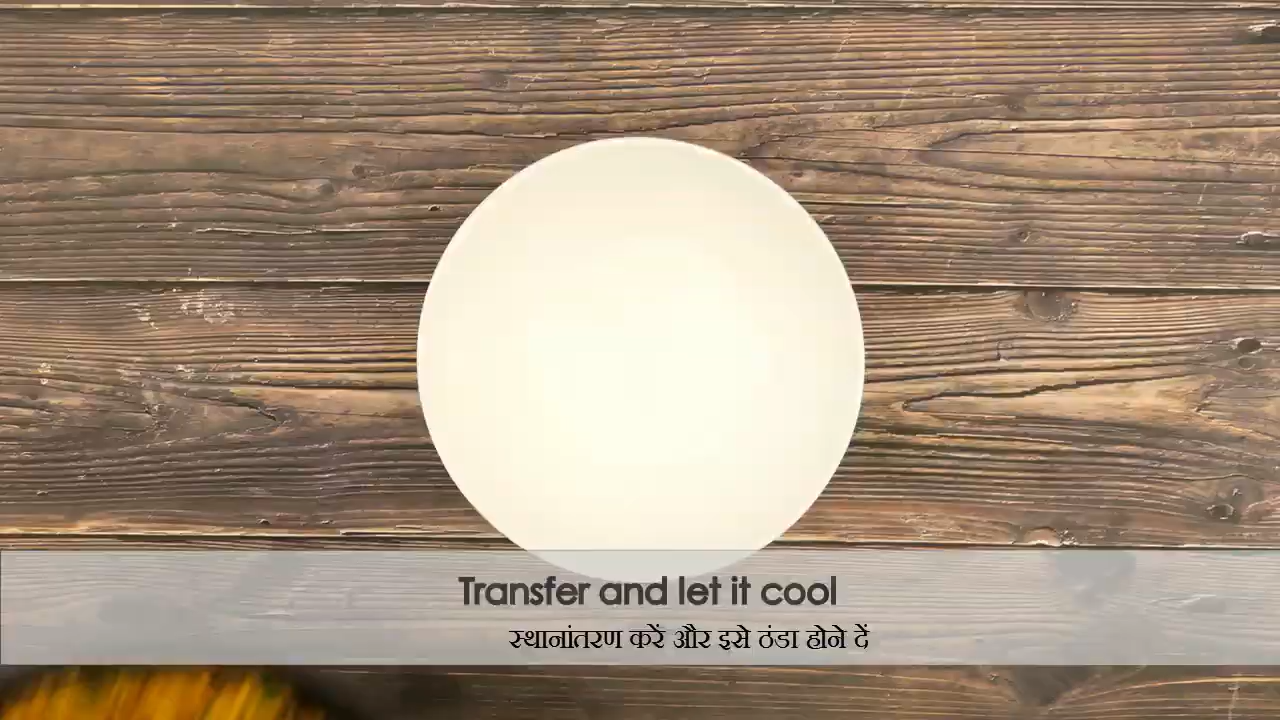 Transfer and let it cool
स्थानांतरण करें और इसे ठंडा होने दें